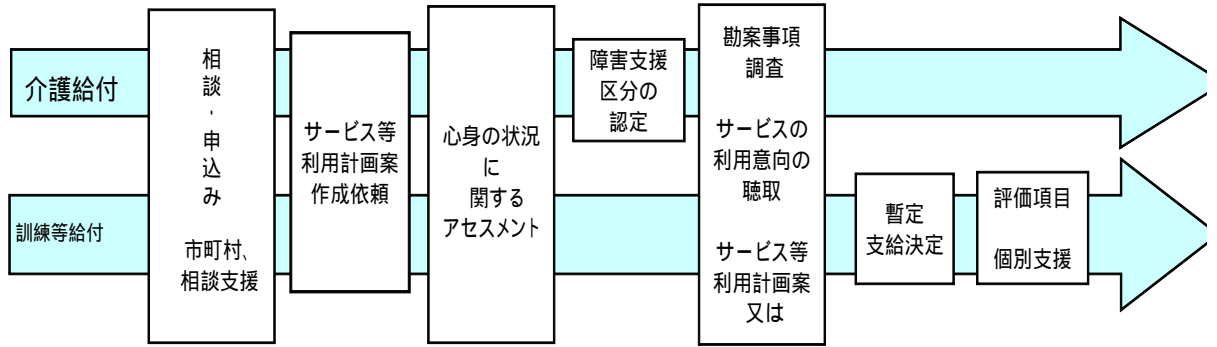 介護給付
訓練等給付
相談・申込み
市町村、
相談支援
サービス等
利用計画案
作成依頼
心身の状況
に
関する
アセスメント
障害支援
区分の
認定
勘案事項
調査
サービスの
利用意向の
聴取
サービス等
利用計画案
又は
暫定
支給決定
評価項目
個別支援